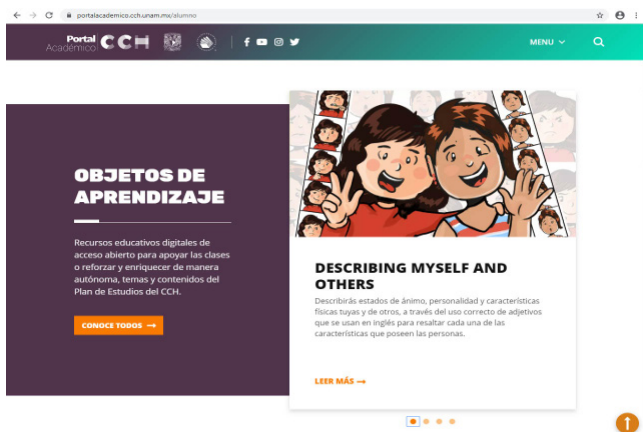 portalacademico.cch.unam.mx/alumno
Portal
Académico
CCH
MENU
OBJETOS DE
APRENDIZAJE
Recursos educativos digitales de
acceso abierto para apoyar las clases
o reforzar y enriquecer de manera
autónoma, temas y contenidos del
Plan de Estudios del CCH.
CONOCE TODOS →
DESCRIBING MYSELF AND
OTHERS
Describirás estados de ánimo, personalidad y características
físicas tuyas y de otros, a través del uso correcto de adjetivos
que se usan en inglés para resaltar cada una de las
características que poseen las personas.
LEER MÁS →